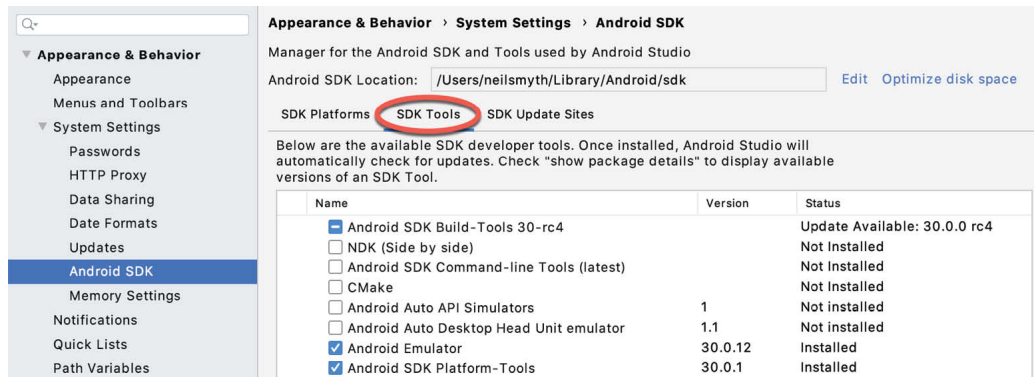 Appearance & Behavior
Appearance
Menus and Toolbars
System Settings
Passwords
HTTP Proxy
Data Sharing
Date Formats
Updates
Android SDK
Memory Settings
Notifications
Quick Lists
Path Variables
Appearance & Behavior › System Settings › Android SDK
Manager for the Android SDK and Tools used by Android Studio
Android SDK Location: /Users/neilsmyth/Library/Android/sdk Edit Optimize disk space
SDK Platforms SDK Tools SDK Update Sites
Below are the available SDK developer tools. Once installed, Android Studio will
automatically check for updates. Check "show package details" to display available
versions of an SDK Tool.
Name Version Status
Android SDK Build-Tools 30-rc4 Update Available: 30.0.0 rc4
NDK (Side by side) Not Installed
Android SDK Command-line Tools (latest) Not Installed
CMake Not Installed
Android Auto API Simulators 1 Not installed
Android Auto Desktop Head Unit emulator 1.1 Not installed
Android Emulator 30.0.12 Installed
Android SDK Platform-Tools 30.0.1 Installed